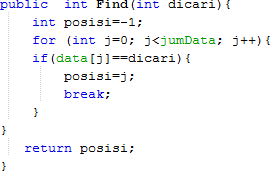 public  int Find(int dicari){
    int posisi=-1;
    for (int j=0; j<jumData; j++){
    if(data[j]==dicari){
        posisi=j;
        break;
    }
}
   return posisi;
}